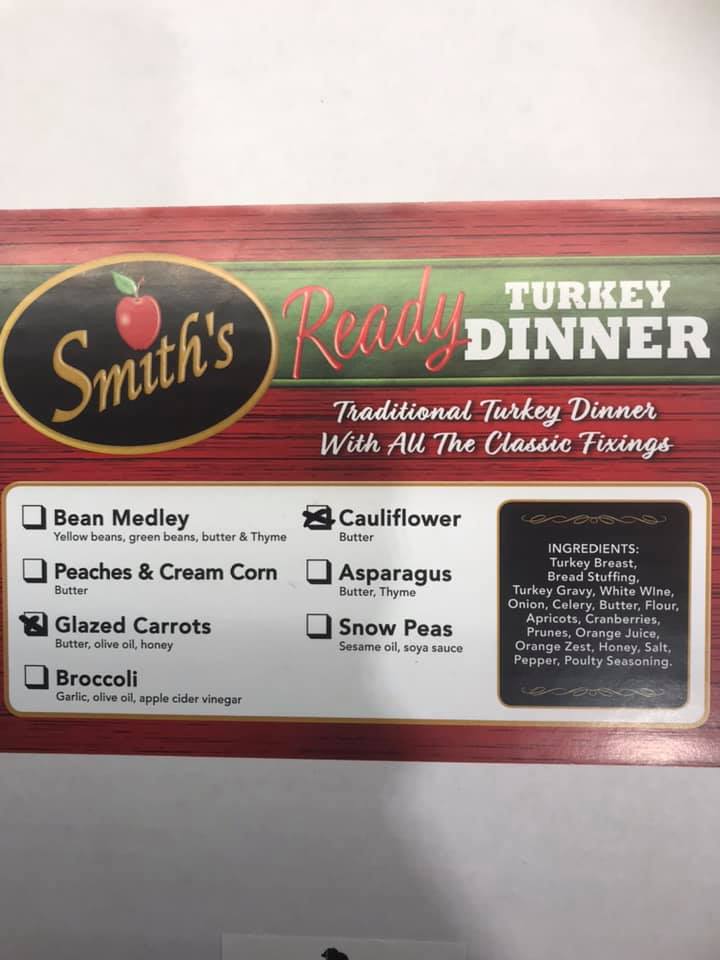 Smith's
Ready
TURKEY
DINNER
Traditional Turkey Dinner
With All The Classic Fixings
Bean Medley
Yellow beans, green beans, butter & Thyme
Peaches & Cream Corn
Butter
Glazed Carrots
Butter, olive oil, honey
Broccoli
Garlic, olive oil, apple cider vinegar
Cauliflower
Butter
Asparagus
Butter, Thyme
Snow Peas
Sesame oil, soya sauce
INGREDIENTS:
Turkey Breast,
Bread Stuffing,
Turkey Gravy, White WIne,
Onion, Celery, Butter, Flour,
Apricots, Cranberries,
Prunes, Orange Juice,
Orange Zest, Honey, Salt,
Pepper, Poulty Seasoning.